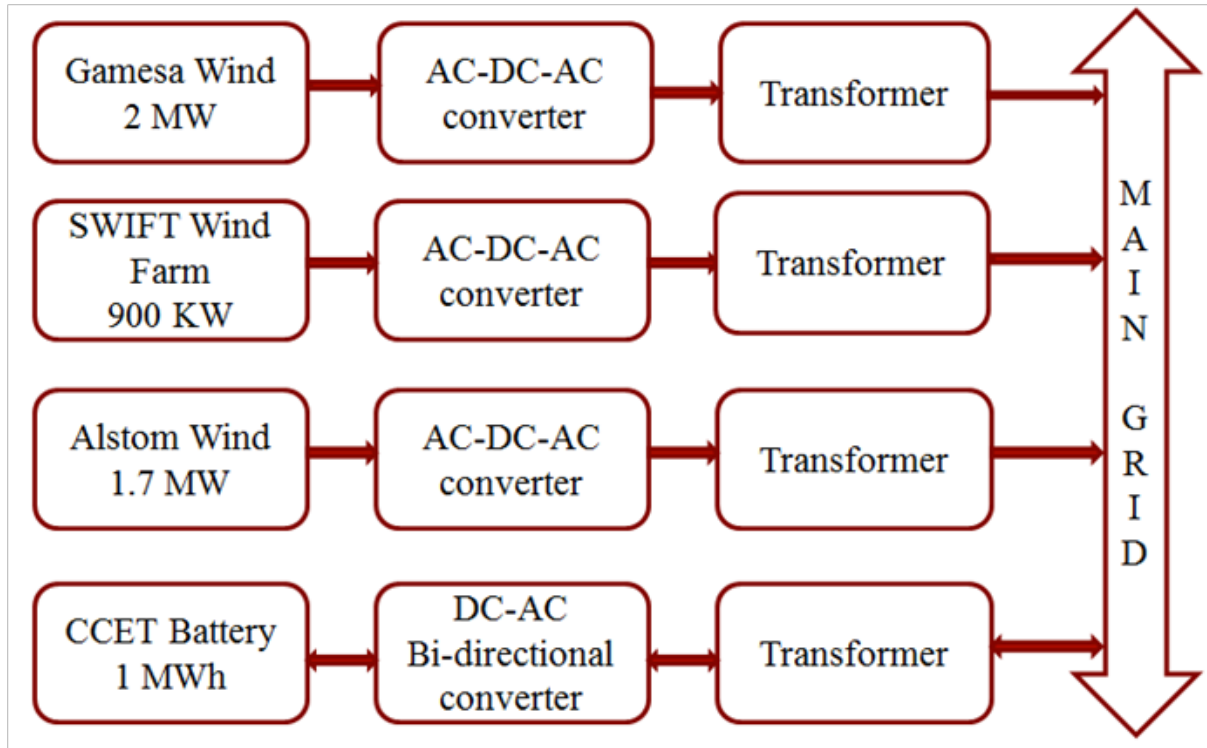 Gamesa Wind
2 MW
AC-DC-AC
converter
Transformer
SWIFT Wind
Farm
900 KW
AC-DC-AC
converter
Transformer
Alstom Wind
1.7 MW
AC-DC-AC
converter
Transformer
CCET Battery
1 MWh
DC-AC
Bi-directional
converter
Transformer
MAIN GRID